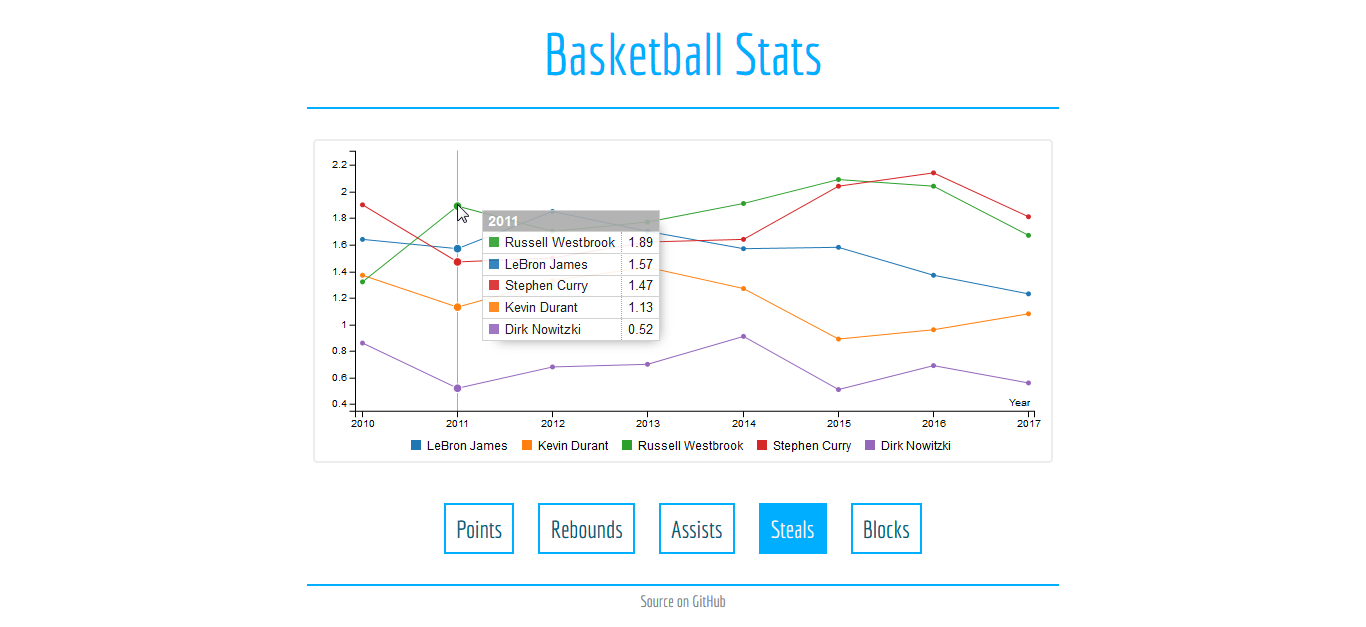 Basketball Stats
2.2
2
1.8
1.6
1.4
1.2
1
0.8
0.6
0.4
2011
Russell Westbrook 1.89
LeBron James 1.57
Stephen Curry 1.47
Kevin Durant 1.13
Dirk Nowitzki 0.52
Year
2010 2011 2012 2013 2014 2015 2016 2017
LeBron James Kevin Durant Russell Westbrook Stephen Curry Dirk Nowitzki
Points Rebounds Assists Steals Blocks
Source on GitHub